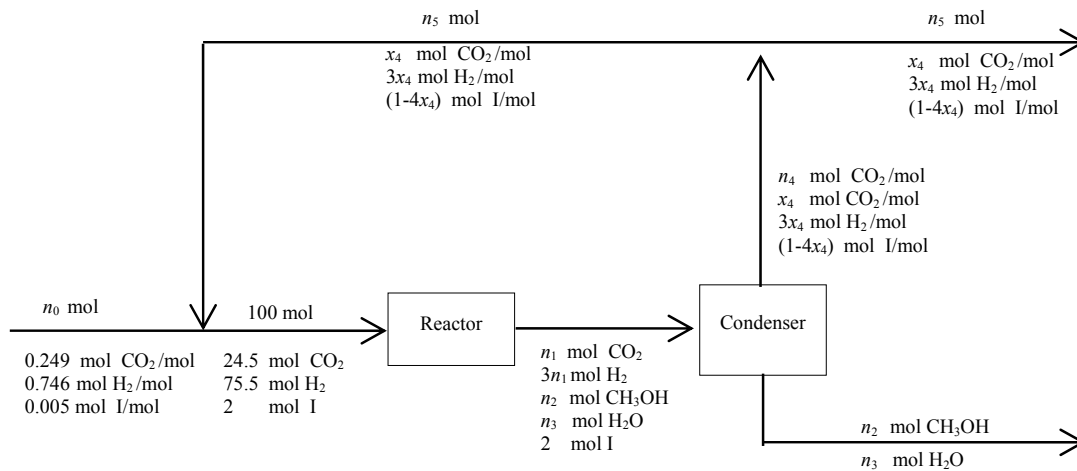 n₅ mol
n₅ mol
x₄ mol CO₂/mol
3x₄ mol H₂/mol
(1-4x₄) mol I/mol
x₄ mol CO₂/mol
3x₄ mol H₂/mol
(1-4x₄) mol I/mol
n₄ mol CO₂/mol
x₄ mol CO₂/mol
3x₄ mol H₂/mol
(1-4x₄) mol I/mol
n₀ mol
100 mol
Reactor
Condenser
0.249 mol CO₂/mol
0.746 mol H₂/mol
0.005 mol I/mol
24.5 mol CO₂
75.5 mol H₂
2 mol I
n₁ mol CO₂
3n₁ mol H₂
n₂ mol CH₃OH
n₃ mol H₂O
2 mol I
n₂ mol CH₃OH
n₃ mol H₂O